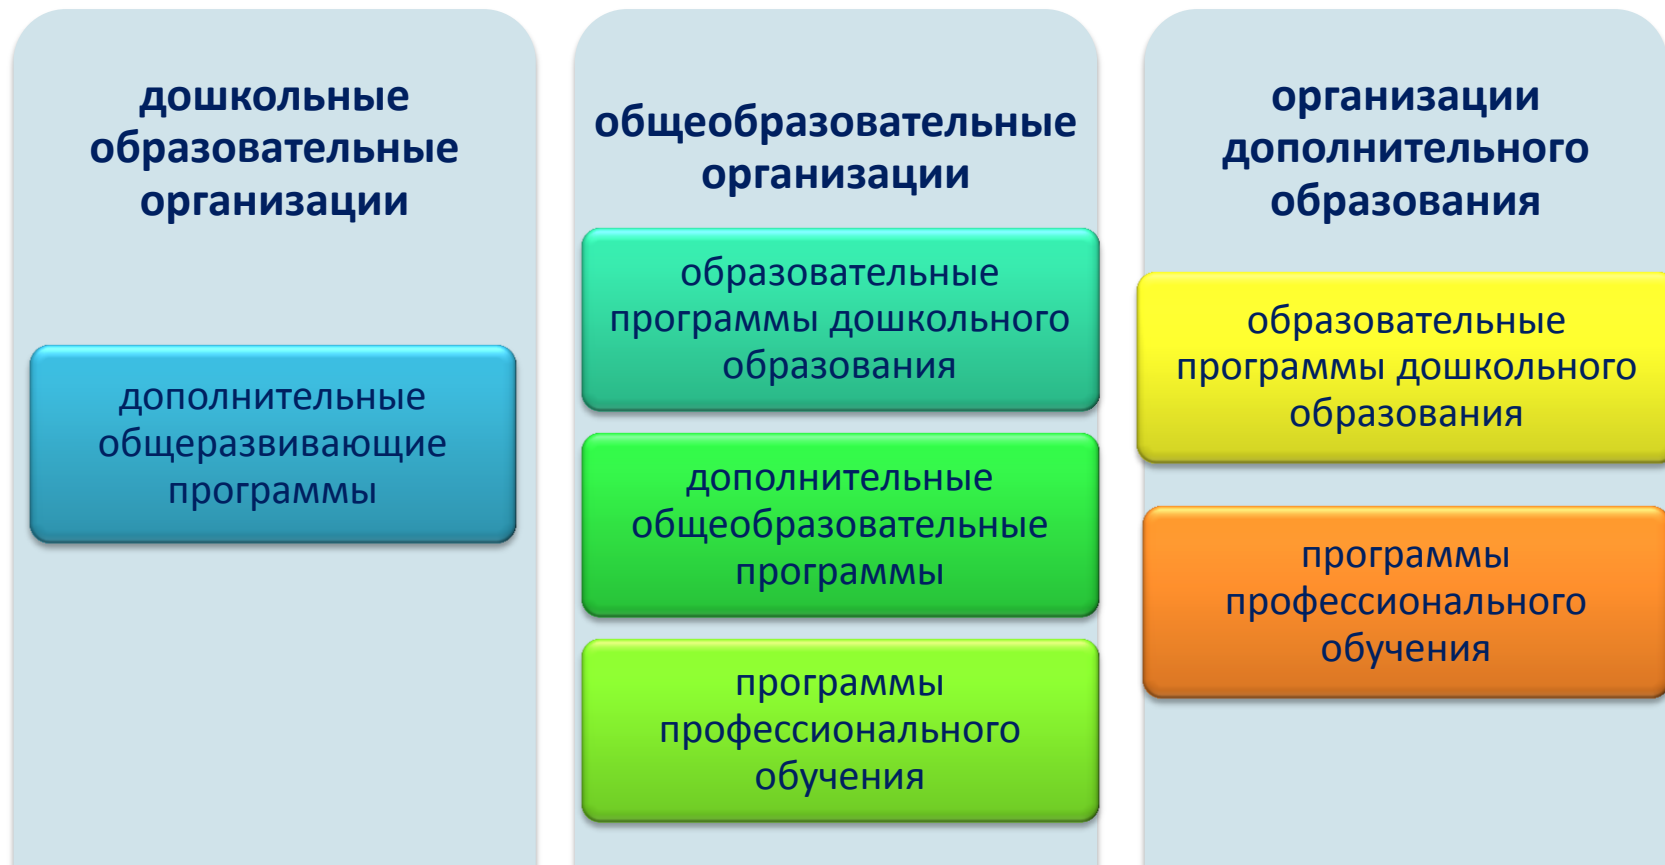 дошкольные
образовательные
организации
дополнительные
общеразвивающие
программы
общеобразовательные
организации
образовательные
программы дошкольного
образования
дополнительные
общеобразовательные
программы
программы
профессионального
обучения
организации
дополнительного
образования
образовательные
программы дошкольного
образования
программы
профессионального
обучения